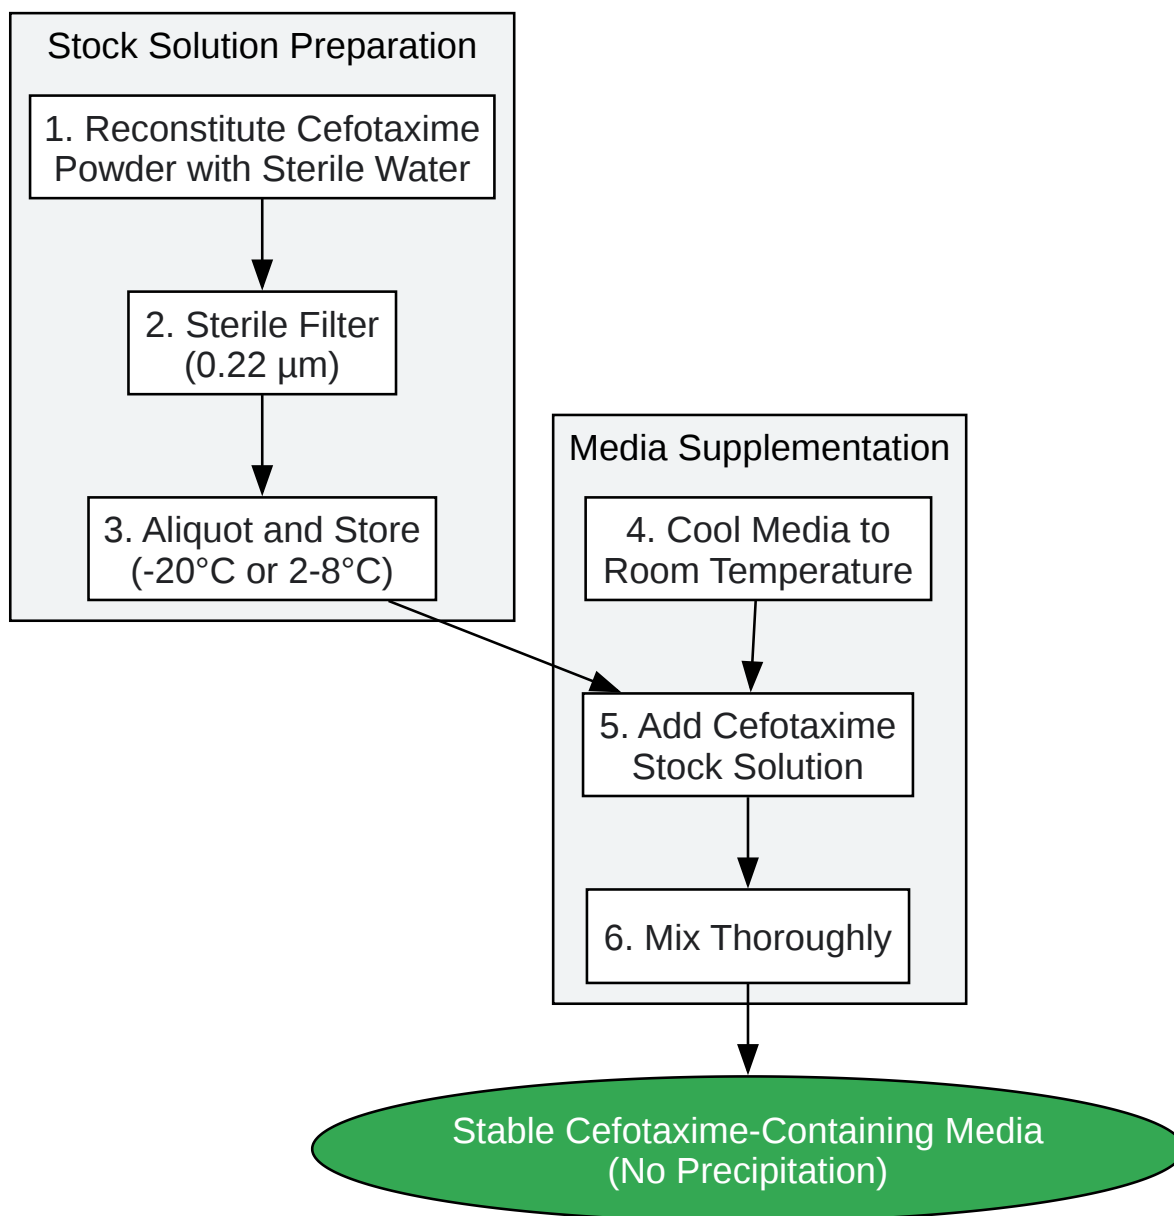 Stock Solution Preparation
1. Reconstitute Cefotaxime
Powder with Sterile Water
2. Sterile Filter
(0.22 µm)
3. Aliquot and Store
(-20°C or 2-8°C)
Media Supplementation
4. Cool Media to
Room Temperature
5. Add Cefotaxime
Stock Solution
6. Mix Thoroughly
Stable Cefotaxime-Containing Media
(No Precipitation)